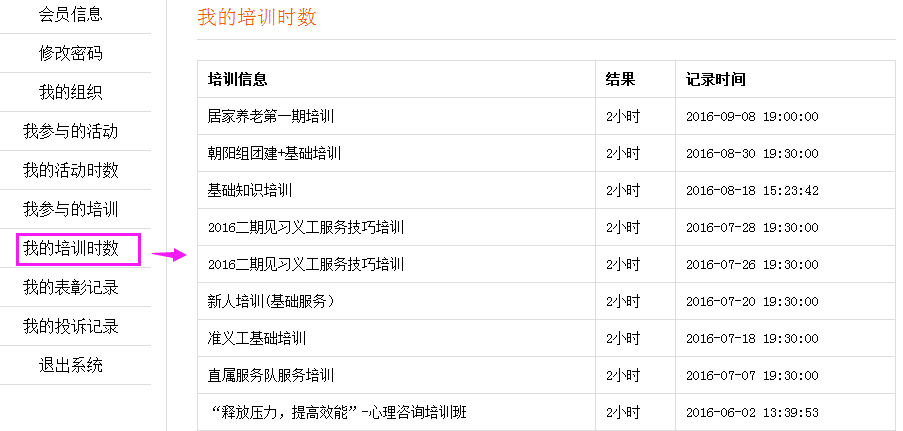 会员信息
修改密码
我的组织
我参与的活动
我的活动时数
我参与的培训
我的培训时数
我的表彰记录
我的投诉记录
退出系统
我的培训时数
培训信息 结果 记录时间
居家养老第一期培训 2小时 2016-09-08 19:00:00
朝阳组团建+基础培训 2小时 2016-08-30 19:30:00
基础知识培训 2小时 2016-08-18 15:23:42
2016二期见习义工服务技巧培训 2小时 2016-07-28 19:30:00
2016二期见习义工服务技巧培训 2小时 2016-07-26 19:30:00
新人培训(基础服务） 2小时 2016-07-20 19:30:00
准义工基础培训 2小时 2016-07-18 19:30:00
直属服务队服务培训 2小时 2016-07-07 19:30:00
“释放压力，提高效能”-心理咨询培训班 2小时 2016-06-02 13:39:53